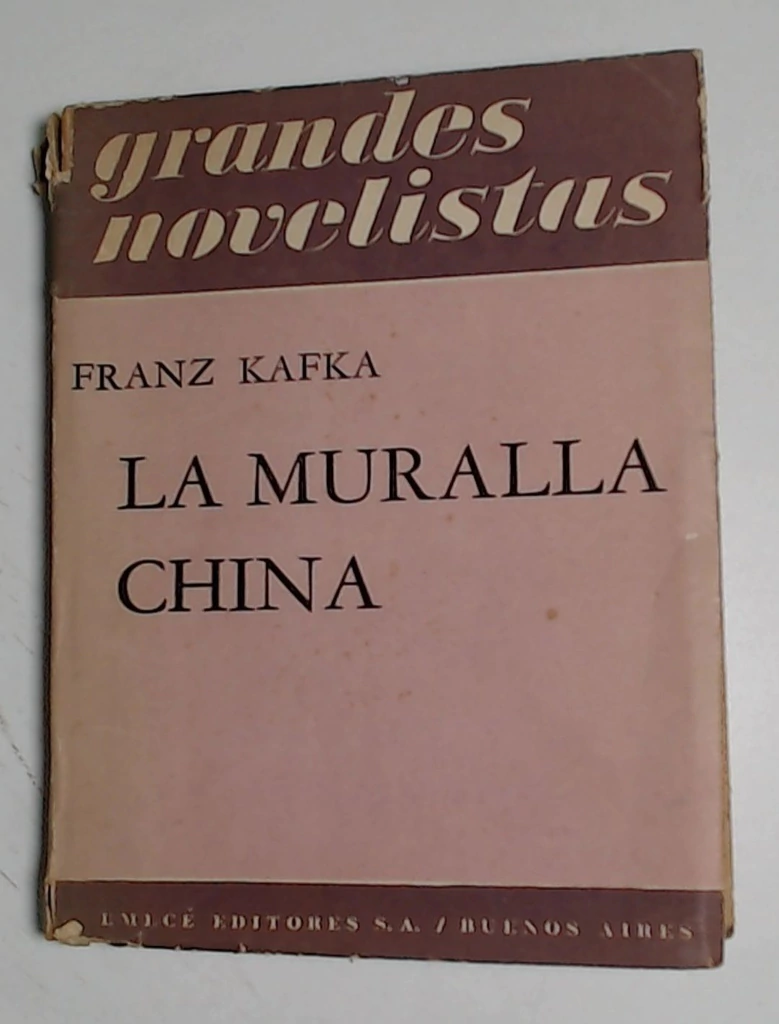 grandes
novelistas
FRANZ KAFKA
LA MURALLA
CHINA
EMECÉ EDITORES S.A. / BUENOS AIRES